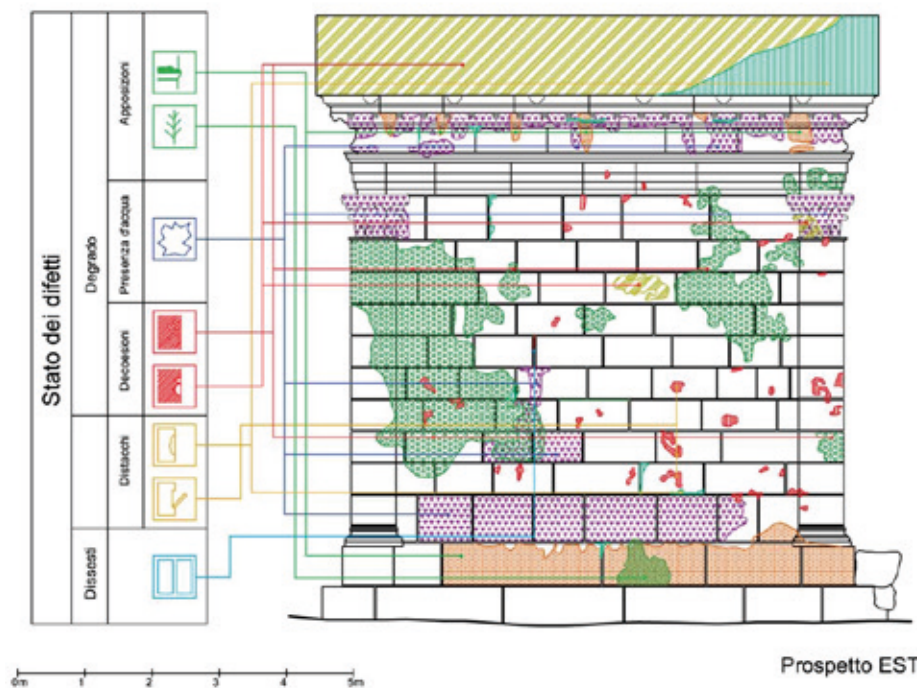 Stato dei difetti
Degrado
Dissesti
Apposizioni
Presenza d'acqua
Decoesioni
Distacchi
0m 1 2 3 4 5m
Prospetto EST